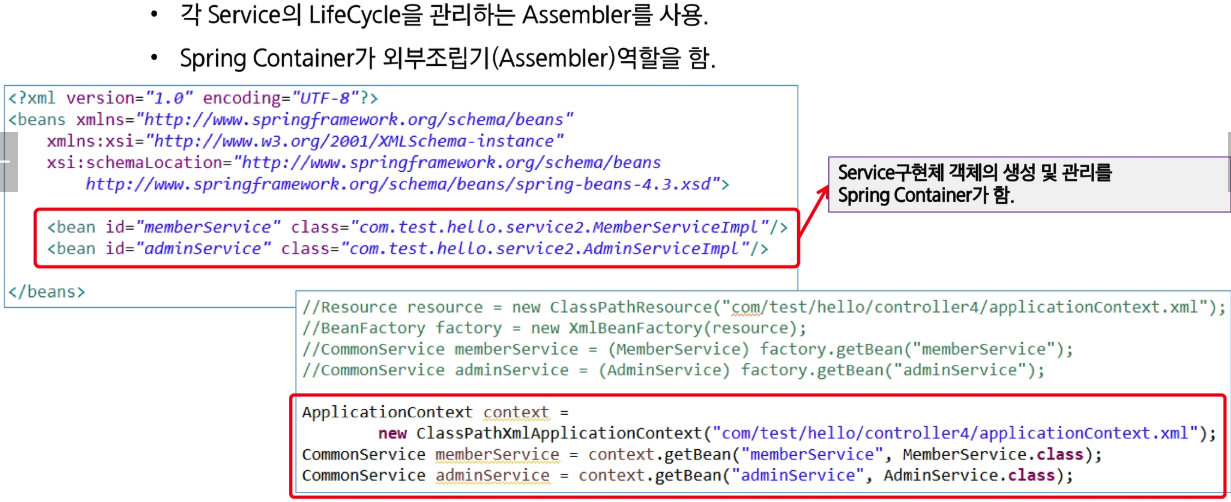 • 각 Service의 LifeCycle을 관리하는 Assembler를 사용.
• Spring Container가 외부조립기(Assembler)역할을 함.
<?xml version="1.0" encoding="UTF-8"?>
<beans xmlns="http://www.springframework.org/schema/beans"
xmlns:xsi="http://www.w3.org/2001/XMLSchema-instance"
xsi:schemaLocation="http://www.springframework.org/schema/beans
http://www.springframework.org/schema/beans/spring-beans-4.3.xsd">
<bean id="memberService" class="com.test.hello.service2.MemberServiceImpl"/>
<bean id="adminService" class="com.test.hello.service2.AdminServiceImpl"/>
</beans>
Service구현체 객체의 생성 및 관리를
Spring Container가 함.
//Resource resource = new ClassPathResource("com/test/hello/controller4/applicationContext.xml");
//BeanFactory factory = new XmlBeanFactory(resource);
//CommonService memberService = (MemberService) factory.getBean("memberService");
//CommonService adminService = (AdminService) factory.getBean("adminService");
ApplicationContext context =
new ClassPathXmlApplicationContext("com/test/hello/controller4/applicationContext.xml");
CommonService memberService = context.getBean("memberService", MemberService.class);
CommonService adminService = context.getBean("adminService", AdminService.class);